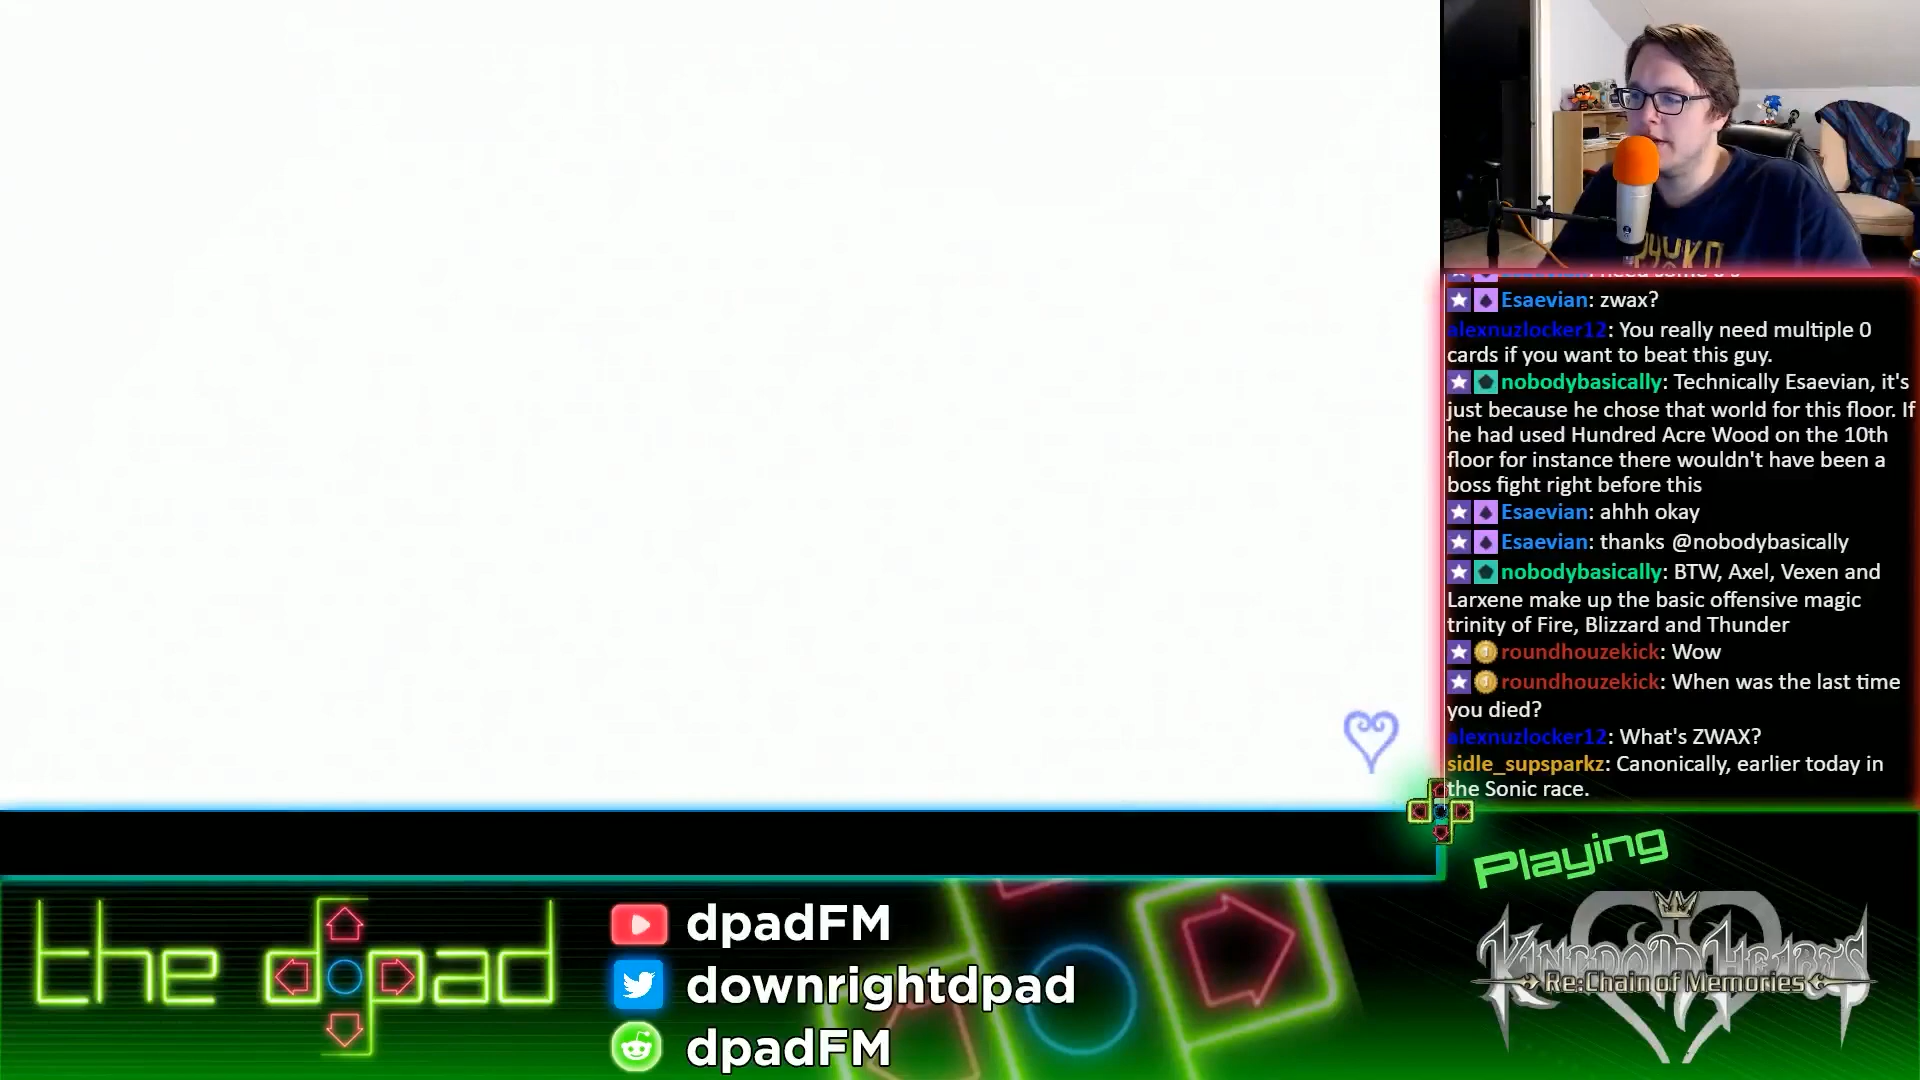 Esaevian: zwax?
alexnuzlocker12: You really need multiple 0
cards if you want to beat this guy.
nobodybasically: Technically Esaevian, it's
just because he chose that world for this floor. If
he had used Hundred Acre Wood on the 10th
floor for instance there wouldn't have been a
boss fight right before this
Esaevian: ahhh okay
Esaevian: thanks @nobodybasically
nobodybasically: BTW, Axel, Vexen and
Larxene make up the basic offensive magic
trinity of Fire, Blizzard and Thunder
roundhouzekick: Wow
roundhouzekick: When was the last time
you died?
alexnuzlocker12: What's ZWAX?
sidle_supsparkz: Canonically, earlier today in
the Sonic race.
Playing
KINGDOM HEARTS
Re:Chain of Memories
the dpad
dpadFM
downrightdpad
dpadFM